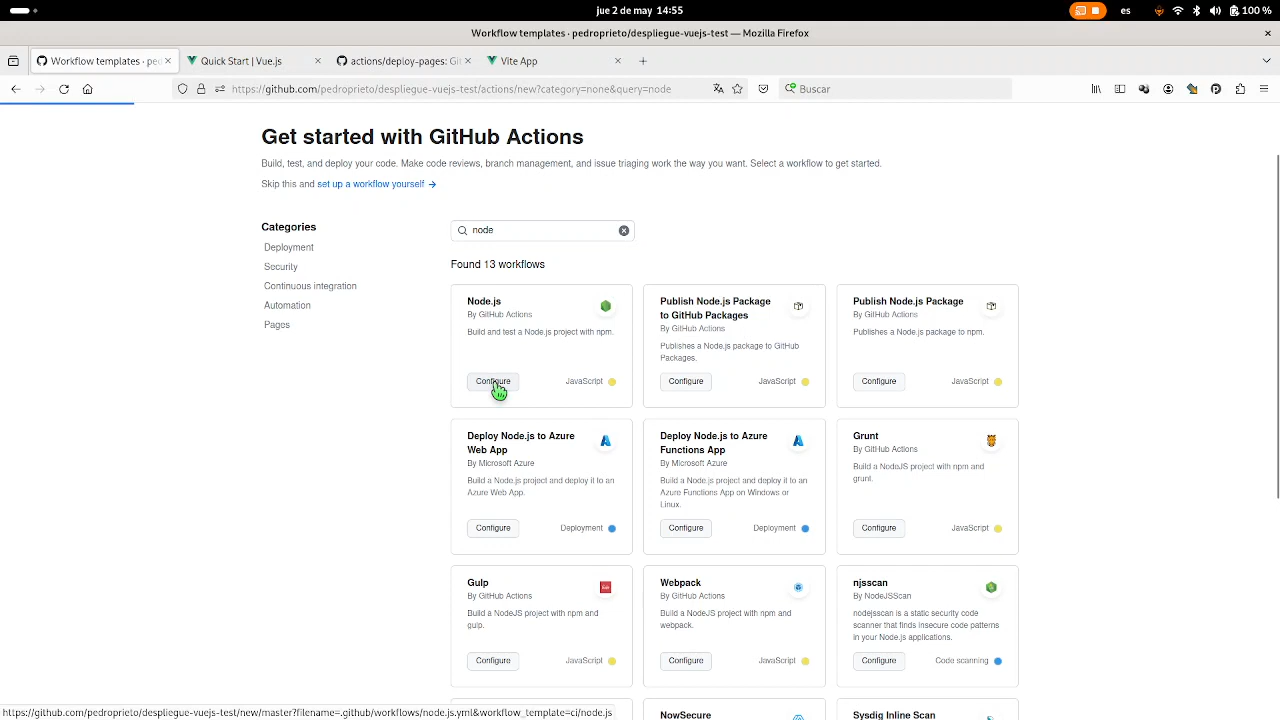 jue 2 de may 14:55
es
100 %
Workflow templates · pedroprieto/despliegue-vuejs-test — Mozilla Firefox
Workflow templates · ped
Quick Start | Vue.js
actions/deploy-pages: Gi
Vite App
https://github.com/pedroprieto/despliegue-vuejs-test/actions/new?category=none&query=node
Buscar
Get started with GitHub Actions
Build, test, and deploy your code. Make code reviews, branch management, and issue triaging work the way you want. Select a workflow to get started.
Skip this and set up a workflow yourself →
Categories
Deployment
Security
Continuous integration
Automation
Pages
node
Found 13 workflows
Node.js
By GitHub Actions
Build and test a Node.js project with npm.
Configure
JavaScript
Publish Node.js Package
to GitHub Packages
By GitHub Actions
Publishes a Node.js package to GitHub
Packages.
Configure
JavaScript
Publish Node.js Package
By GitHub Actions
Publishes a Node.js package to npm.
Configure
JavaScript
Deploy Node.js to Azure
Web App
By Microsoft Azure
Build a Node.js project and deploy it to an
Azure Web App.
Configure
Deployment
Deploy Node.js to Azure
Functions App
By Microsoft Azure
Build a Node.js project and deploy it to an
Azure Functions App on Windows or
Linux.
Configure
Deployment
Grunt
By GitHub Actions
Build a NodeJS project with npm and
grunt.
Configure
JavaScript
Gulp
By GitHub Actions
Build a NodeJS project with npm and
gulp.
Configure
JavaScript
Webpack
By GitHub Actions
Build a NodeJS project with npm and
webpack.
Configure
JavaScript
njsscan
By NodeJSScan
nodejsscan is a static security code
scanner that finds insecure code patterns
in your Node.js applications.
Configure
Code scanning
NowSecure
Sysdig Inline Scan
https://github.com/pedroprieto/despliegue-vuejs-test/new/master?filename=.github/workflows/node.js.yml&workflow_template=ci/node.js